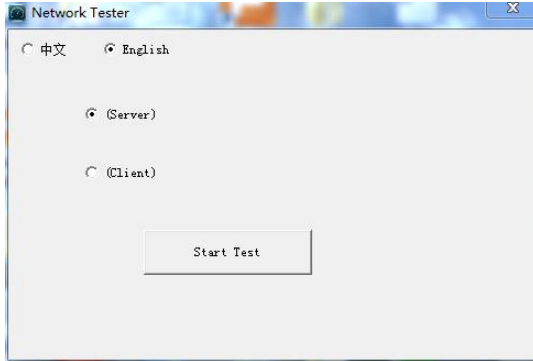 Network Tester
中文 English
(Server)
(Client)
Start Test